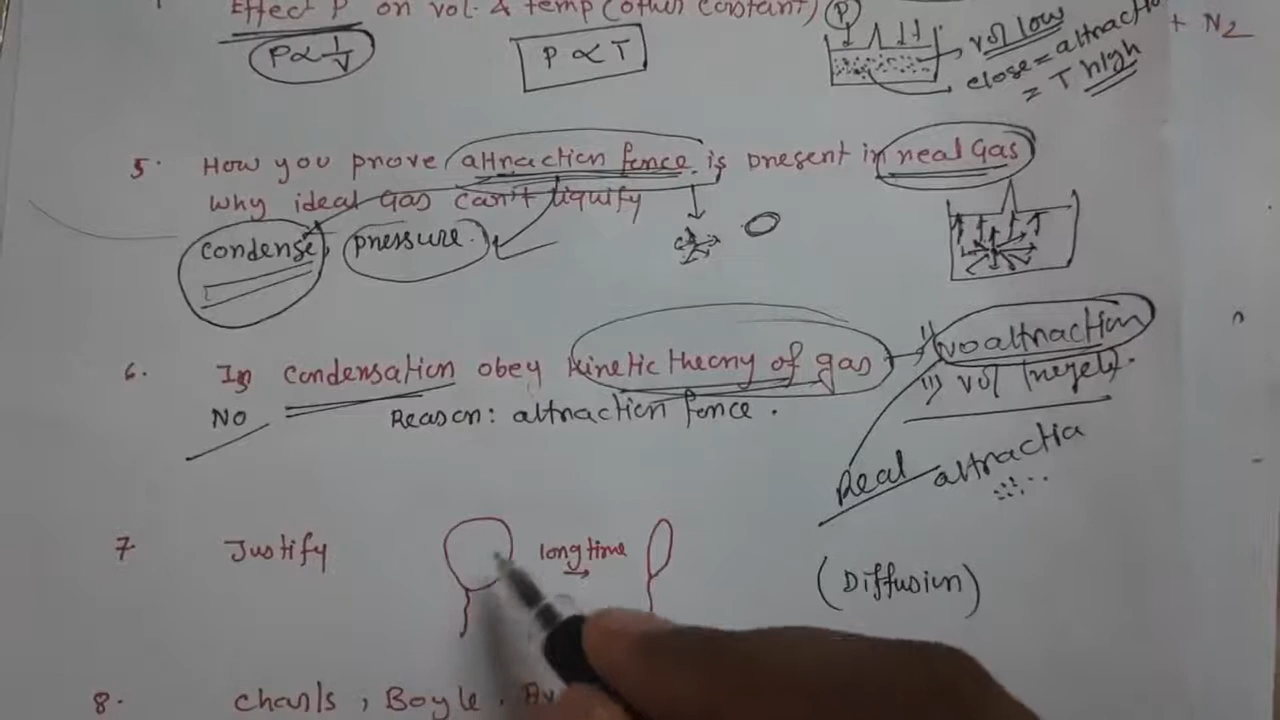 Effect P on vol. & temp (other constant) P
P∝ 1/V
P ∝ T
vol low
close = attraction
= T high
+ N2
5. How you prove attraction force is present in real gas
why ideal gas can't liquify
condense, pressure.
6. In condensation obey kinetic theory of gas
i) no attraction
ii) vol
No Reason: attraction force.
Real attractia
7 Justify long time (Diffusion)
8. Charls, Boyle.